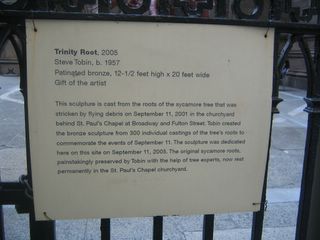 Trinity Root, 2005
Steve Tobin, b. 1957
Patinated bronze, 12-1/2 feet high x 20 feet wide
Gift of the artist
This sculpture is cast from the roots of the sycamore tree that was
stricken by flying debris on September 11, 2001 in the churchyard
behind St. Paul's Chapel at Broadway and Fulton Street. Tobin created
the bronze sculpture from 300 individual castings of the tree's roots to
commemorate the events of September 11. The sculpture was dedicated
here on this site on September 11, 2005. The original sycamore roots,
painstakingly preserved by Tobin with the help of tree experts, now rest
permanently in the St. Paul's Chapel churchyard.